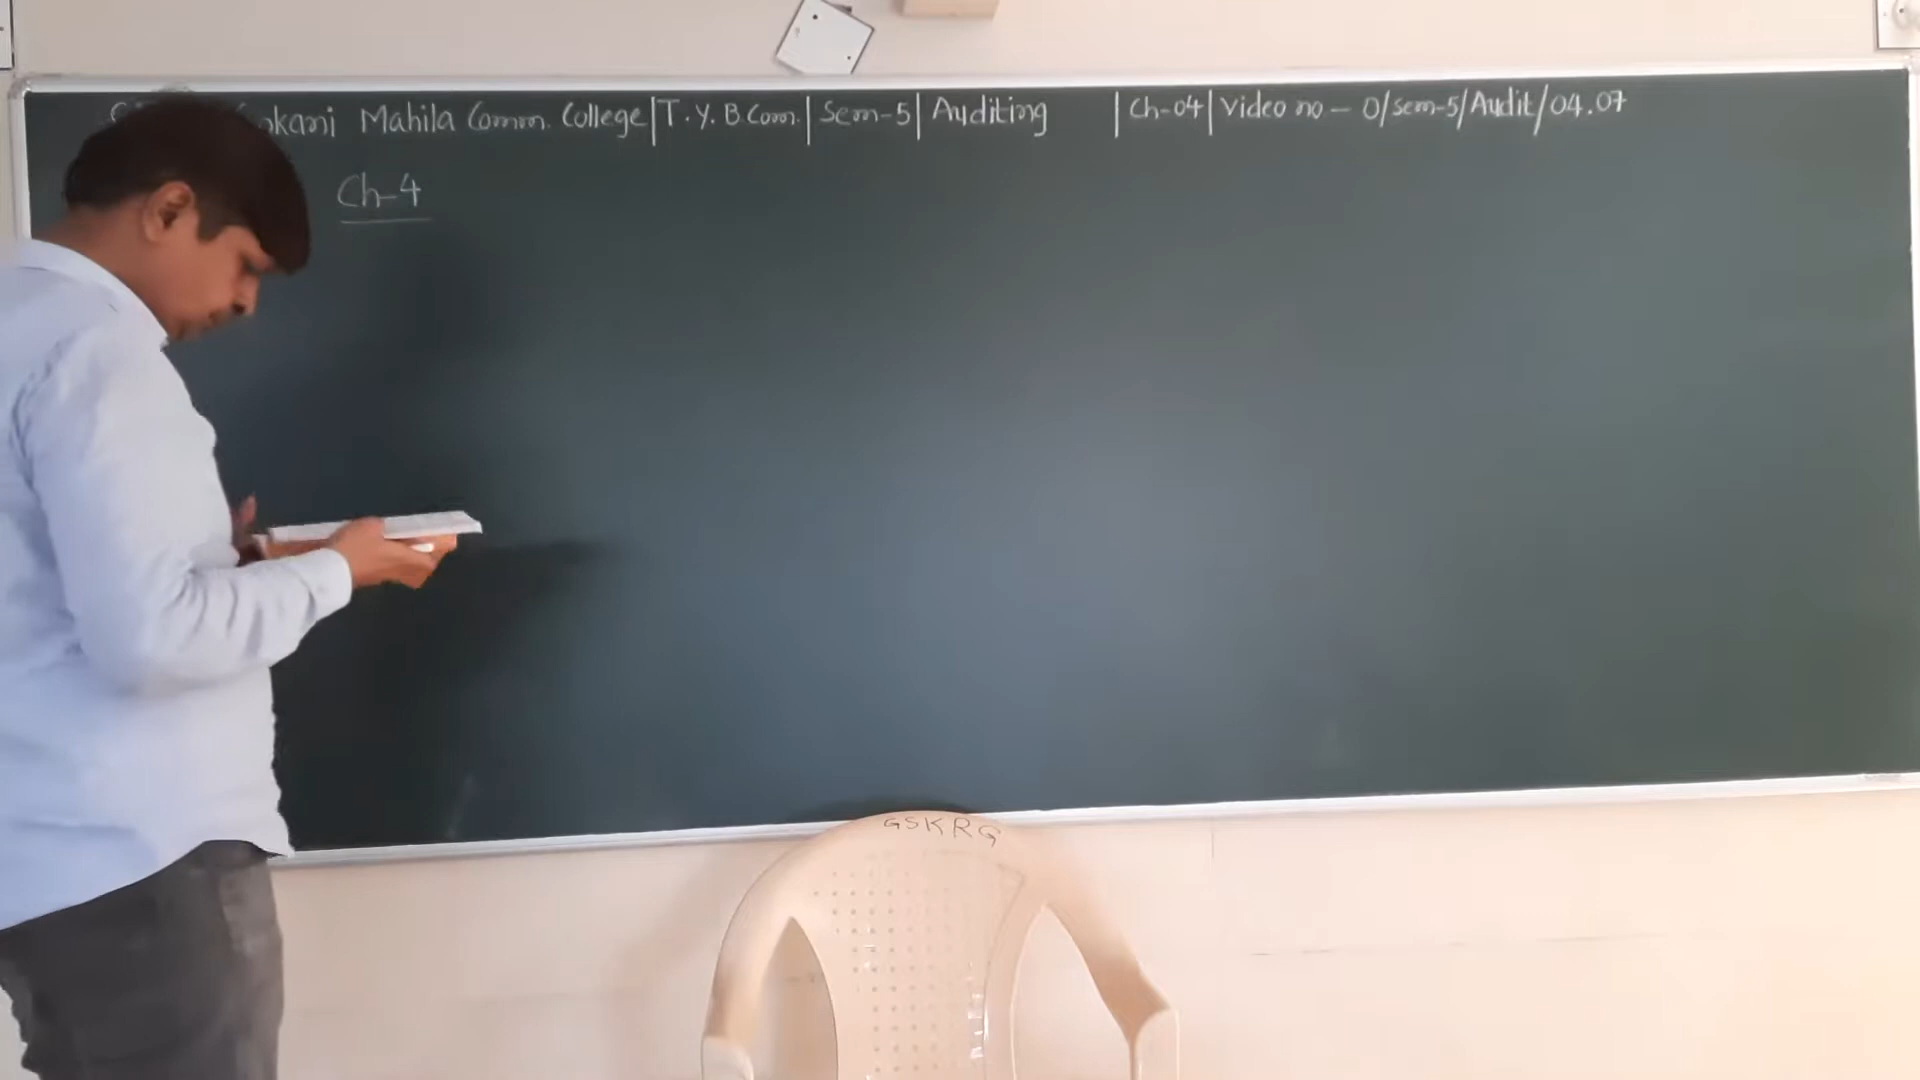 Mahila Comm. College | T.Y. B.Com. | Sem-5 | Auditing | Ch-04 | Video no - 0/sem-5/Audit/04.07
Ch-4
GSKRG